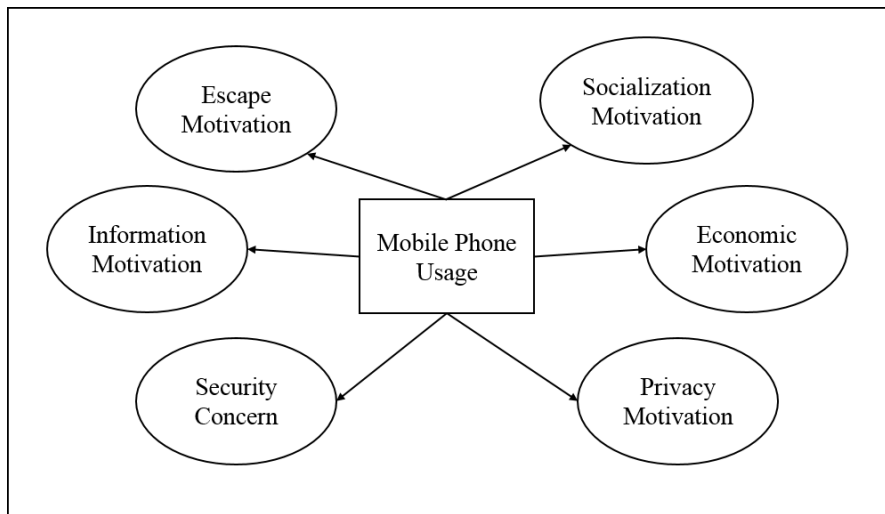 Escape
Motivation
Socialization
Motivation
Information
Motivation
Mobile Phone
Usage
Economic
Motivation
Security
Concern
Privacy
Motivation